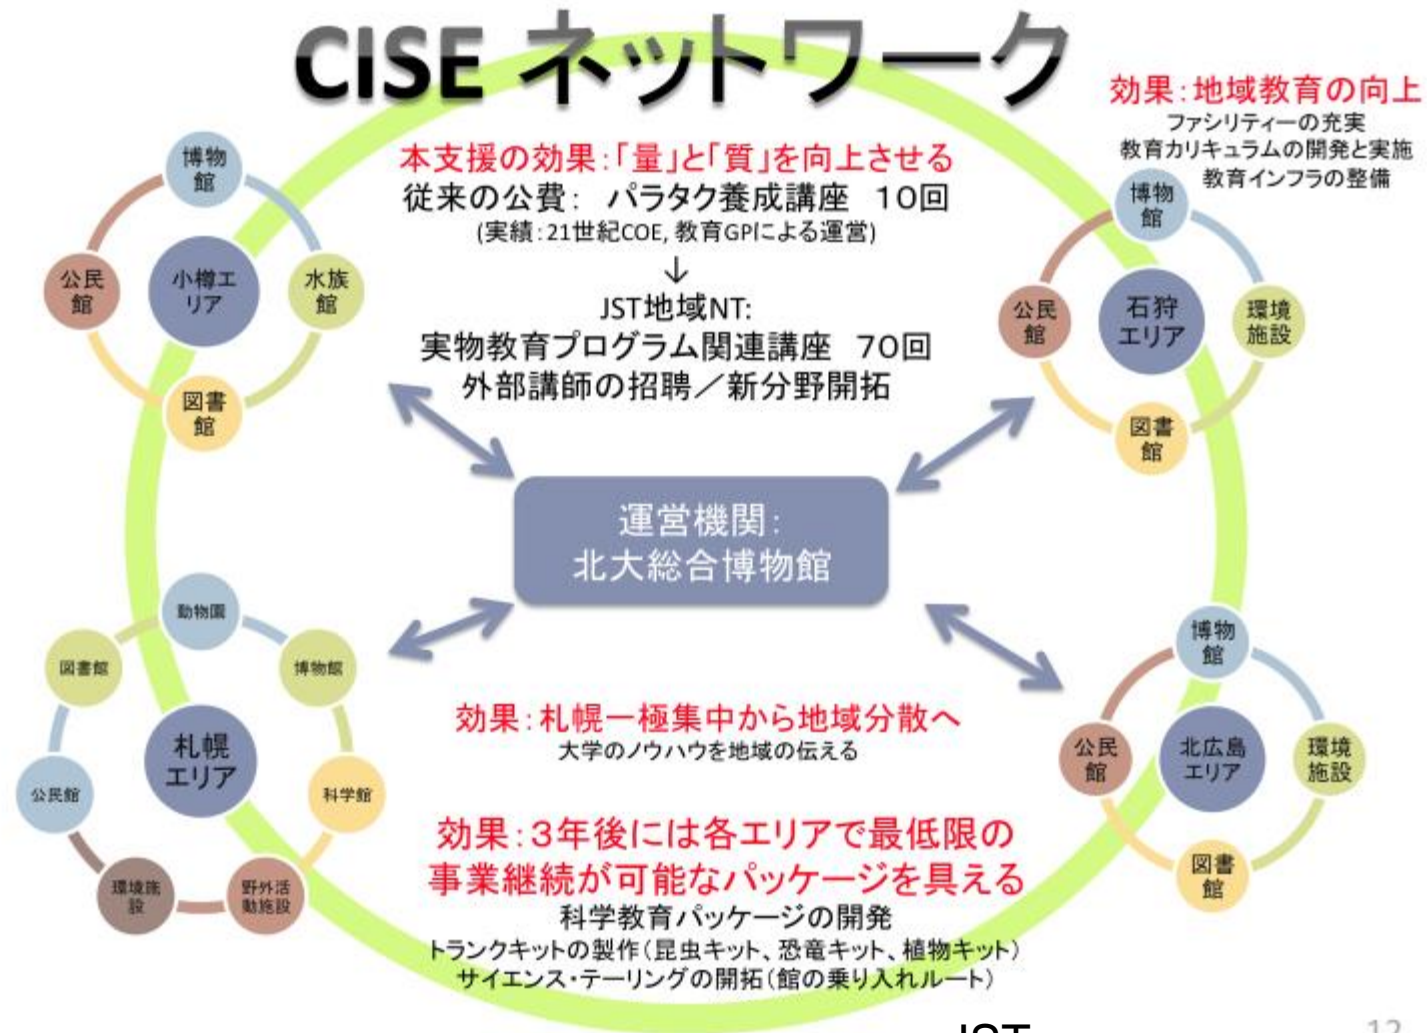 CISE ネットワーク
効果：地域教育の向上
ファシリティーの充実
教育カリキュラムの開発と実施
教育インフラの整備
本支援の効果：「量」と「質」を向上させる
従来の公費： パラタク養成講座 10回
(実績：21世紀COE, 教育GPによる運営)
↓
JST地域NT:
実物教育プログラム関連講座 70回
外部講師の招聘／新分野開拓
博物
館
公民
館
小樽エ
リア
水族
館
図書
館
博物
館
公民
館
石狩
エリア
環境
施設
図書
館
運営機関：
北大総合博物館
動物園
図書館
博物館
札幌
エリア
公民館
科学館
環境施
設
野外活
動施設
博物
館
公民
館
北広島
エリア
環境
施設
図書
館
効果：札幌一極集中から地域分散へ
大学のノウハウを地域の伝える
効果：３年後には各エリアで最低限の
事業継続が可能なパッケージを具える
科学教育パッケージの開発
トランクキットの製作（昆虫キット、恐竜キット、植物キット）
サイエンス・テーリングの開拓（館の乗り入れルート）
JST
12